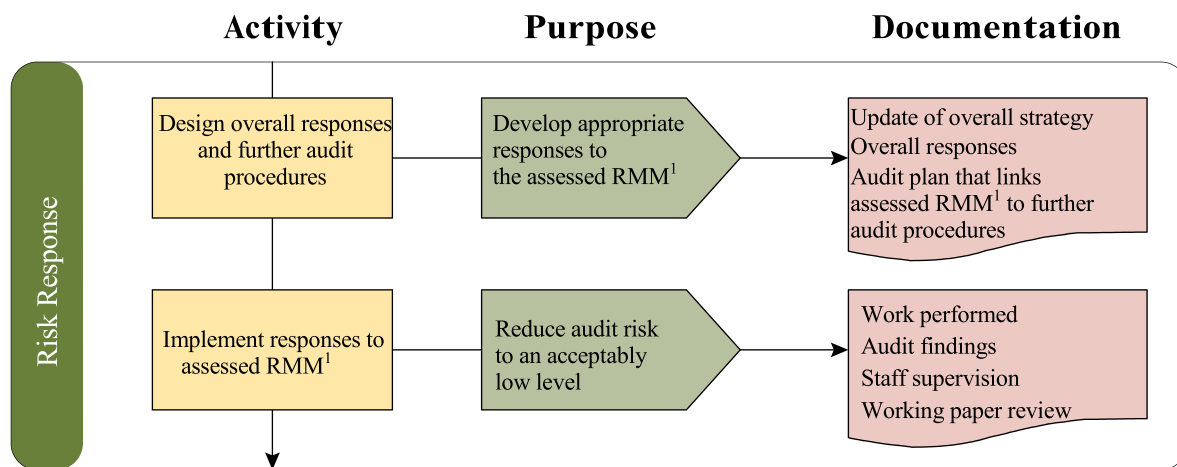 Activity
Purpose
Documentation
Risk Response
Design overall responses
and further audit
procedures
Develop appropriate
responses to
the assessed RMM¹
Update of overall strategy
Overall responses
Audit plan that links
assessed RMM¹ to further
audit procedures
Implement responses to
assessed RMM¹
Reduce audit risk
to an acceptably
low level
Work performed
Audit findings
Staff supervision
Working paper review